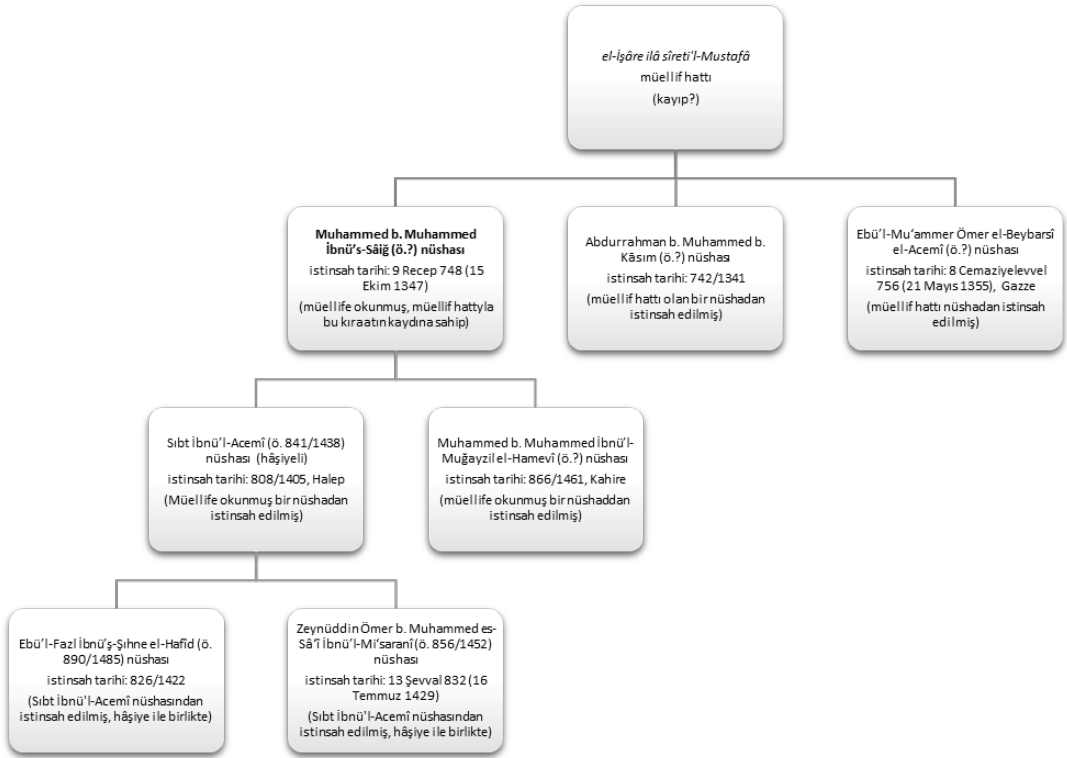 el-İşâre ilâ sîreti'l-Mustafâ
müellif hattı
(kayıp?)
Muhammed b. Muhammed
İbnü's-Sâiğ (ö.?) nüshası
istinsah tarihi: 9 Recep 748 (15
Ekim 1347)
(müellife okunmuş, müellif hattıyla
bu kıraatın kaydına sahip)
Abdurrahman b. Muhammed b.
Kāsım (ö.?) nüshası
istinsah tarihi: 742/1341
(müellif hattı olan bir nüshadan
istinsah edilmiş)
Ebü'l-Mu‘ammer Ömer el-Beybarsî
el-Acemî (ö.?) nüshası
istinsah tarihi: 8 Cemaziyelevvel
756 (21 Mayıs 1355), Gazze
(müellif hattı nüshadan istinsah
edilmiş)
Sıbt İbnü'l-Acemî (ö. 841/1438)
nüshası (hâşiyeli)
istinsah tarihi: 808/1405, Halep
(Müellife okunmuş bir nüshadan
istinsah edilmiş)
Muhammed b. Muhammed İbnü'l-
Muğayzil el-Hamevî (ö.?) nüshası
istinsah tarihi: 866/1461, Kahire
(müellife okunmuş bir nüshaddan
istinsah edilmiş)
Ebü'l-Fazl İbnü'ş-Şıhne el-Hafîd (ö.
890/1485) nüshası
istinsah tarihi: 826/1422
(Sıbt İbnü'l-Acemî nüshasından
istinsah edilmiş, hâşiye ile birlikte)
Zeynüddin Ömer b. Muhammed es-
Sâ‘î İbnü'l-Mi‘saranî (ö. 856/1452)
nüshası
istinsah tarihi: 13 Şevval 832 (16
Temmuz 1429)
(Sıbt İbnü'l-Acemî nüshasından
istinsah edilmiş, hâşiye ile birlikte)